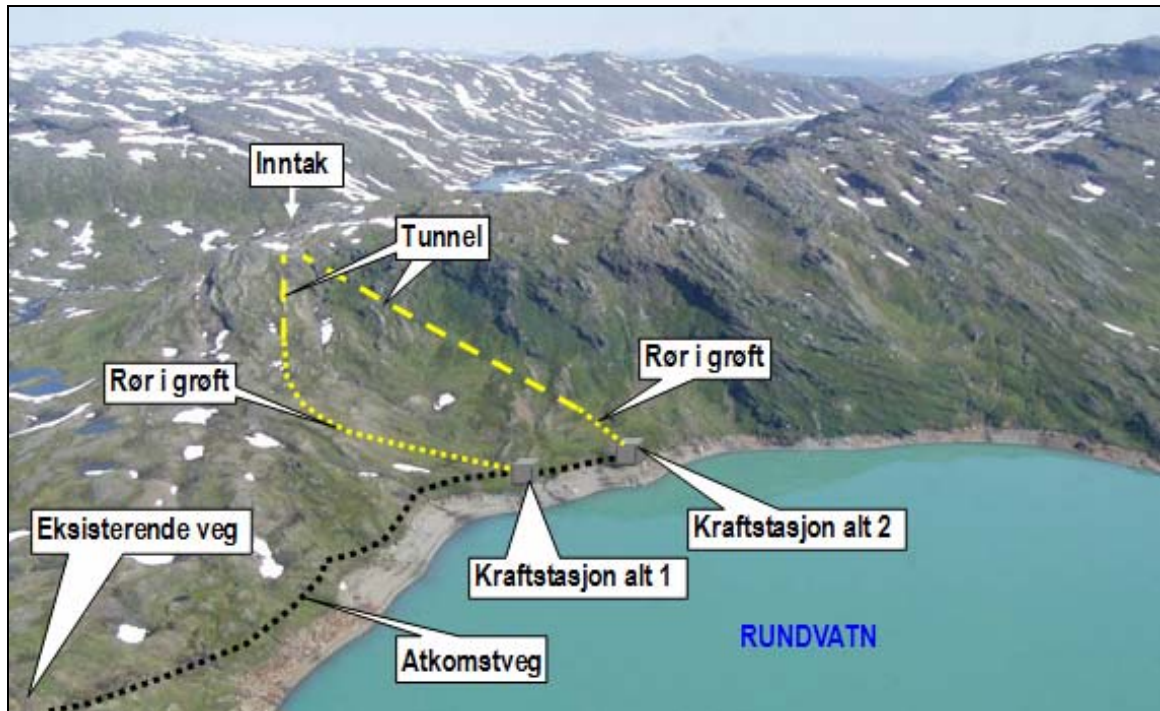 Inntak
Tunnel
Rør i grøft
Rør i grøft
Eksisterende veg
Kraftstasjon alt 2
Kraftstasjon alt 1
RUNDVATN
Atkomstveg